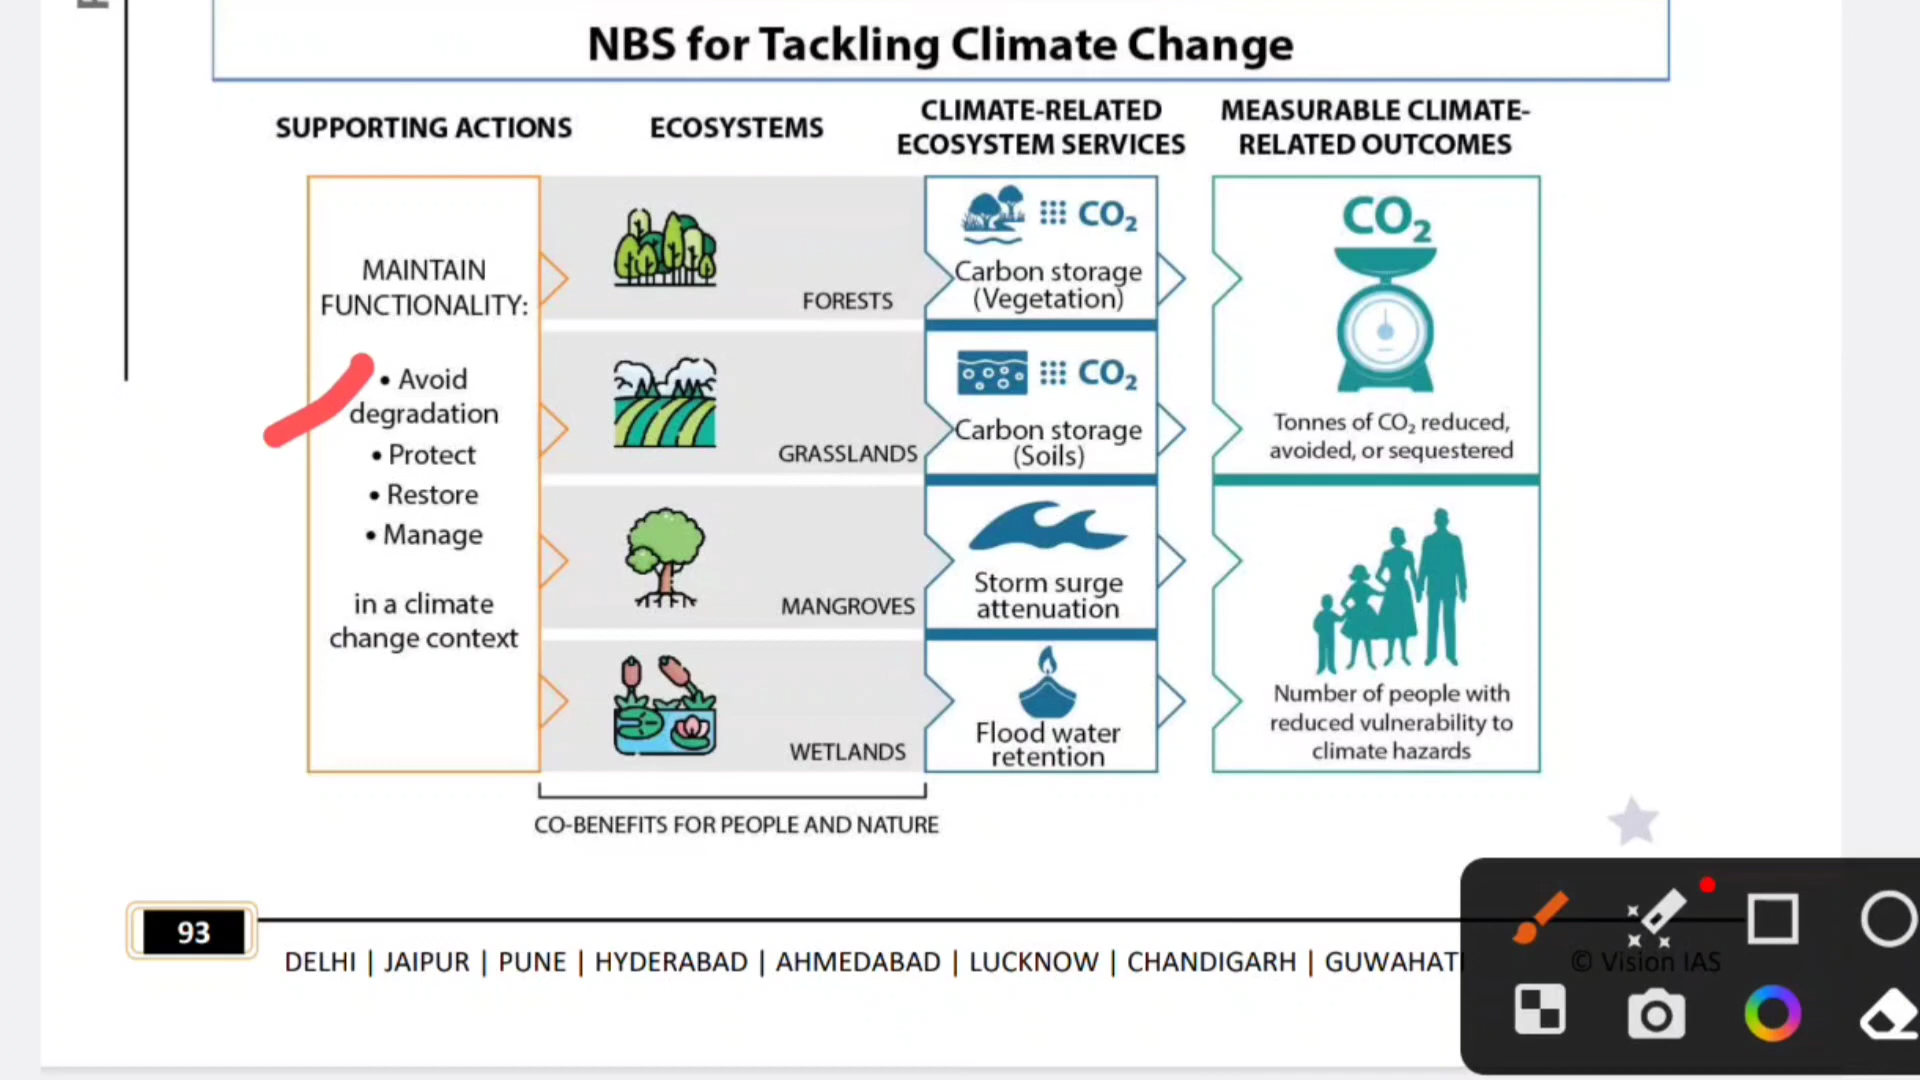 NBS for Tackling Climate Change
SUPPORTING ACTIONS
ECOSYSTEMS
CLIMATE-RELATED
ECOSYSTEM SERVICES
MEASURABLE CLIMATE-
RELATED OUTCOMES
MAINTAIN
FUNCTIONALITY:
• Avoid
degradation
• Protect
• Restore
• Manage
in a climate
change context
FORESTS
GRASSLANDS
MANGROVES
WETLANDS
CO₂
Carbon storage
(Vegetation)
CO₂
Carbon storage
(Soils)
Storm surge
attenuation
Flood water
retention
CO₂
Tonnes of CO₂ reduced,
avoided, or sequestered
Number of people with
reduced vulnerability to
climate hazards
CO-BENEFITS FOR PEOPLE AND NATURE
93
DELHI | JAIPUR | PUNE | HYDERABAD | AHMEDABAD | LUCKNOW | CHANDIGARH | GUWAHATI
© Vision IAS